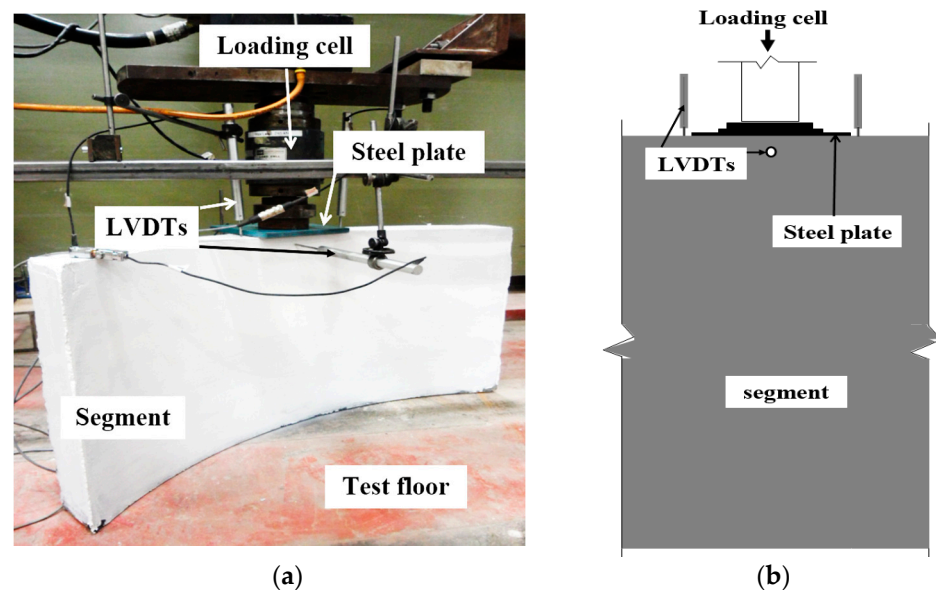 Loading cell
Steel plate
LVDTs
Segment
Test floor
(a)
Loading cell
LVDTs
Steel plate
segment
(b)